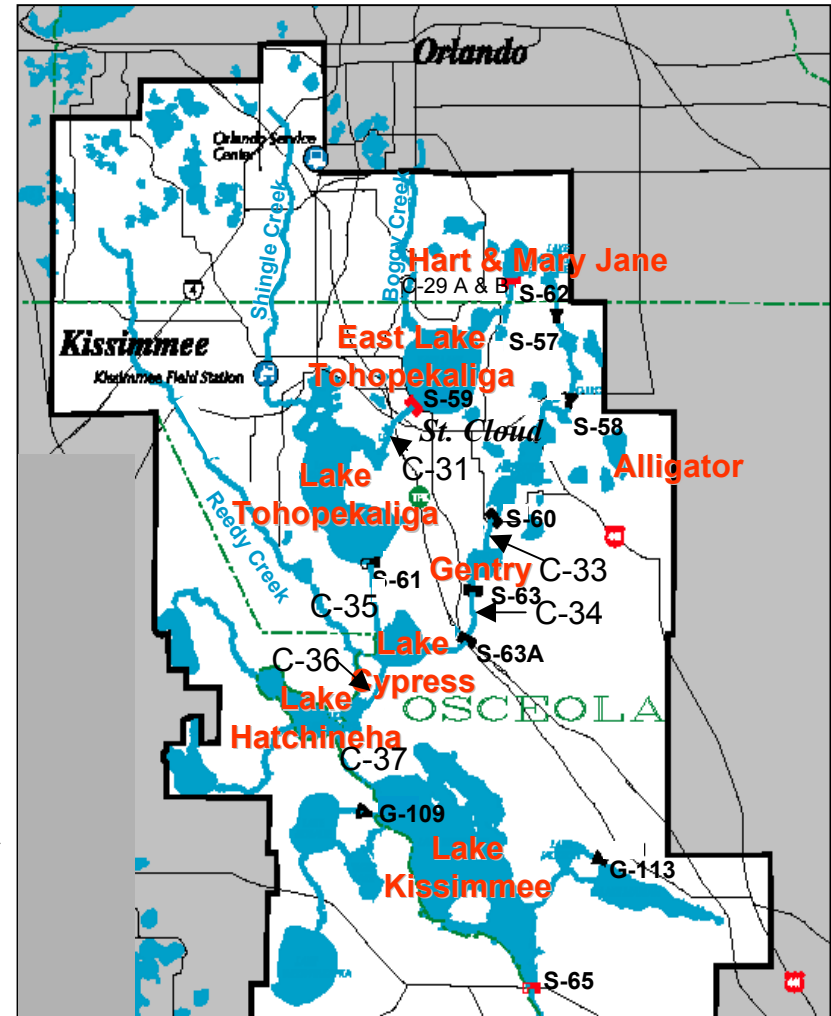 Orlando
Orlando Service
Center
Shingle Creek
Boggy Creek
Hart & Mary Jane
C-29 A & B
S-62
4
S-57
East Lake
Tohopekaliga
Kissimmee
Kissimmee Field Station
S-59
St. Cloud
S-58
C-31
Alligator
Lake
Tohopekaliga
S-60
Reedy Creek
C-33
Gentry
S-61
S-63
C-35
C-34
Lake
Cypress
S-63A
C-36
OSCEOLA
Lake
Hatchineha
C-37
G-109
Lake
Kissimmee
G-113
S-65